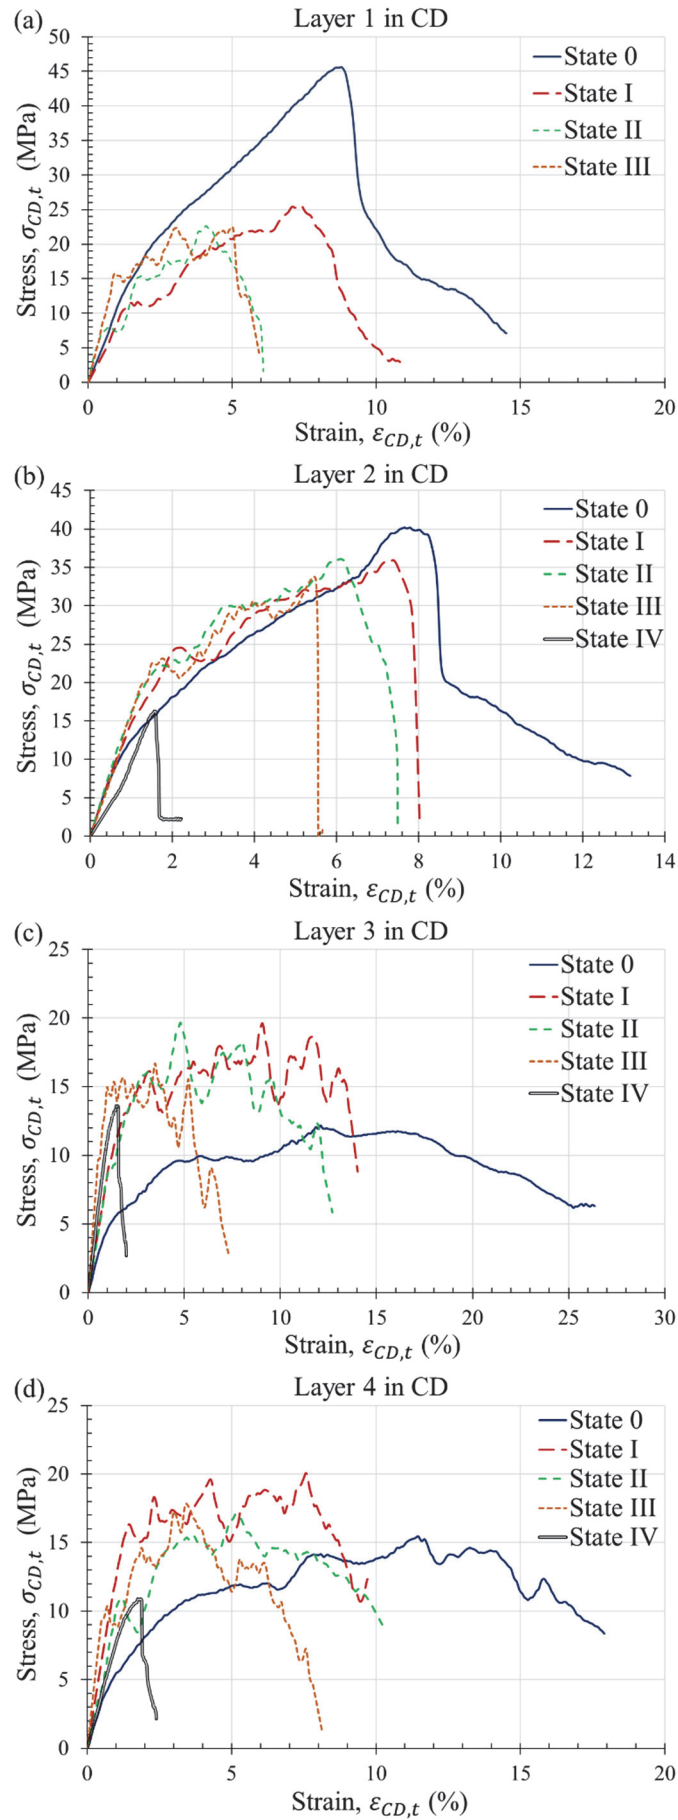 (a) Layer 1 in CD
50
45
40
35
30
25
20
15
10
5
0
Stress, σCD,t (MPa)
State 0
State I
State II
State III
0 5 10 15 20
Strain, εCD,t (%)
(b) Layer 2 in CD
45
40
35
30
25
20
15
10
5
0
Stress, σCD,t (MPa)
State 0
State I
State II
State III
State IV
0 2 4 6 8 10 12 14
Strain, εCD,t (%)
(c) Layer 3 in CD
25
20
15
10
5
0
Stress, σCD,t (MPa)
State 0
State I
State II
State III
State IV
0 5 10 15 20 25 30
Strain, εCD,t (%)
(d) Layer 4 in CD
25
20
15
10
5
0
Stress, σCD,t (MPa)
State 0
State I
State II
State III
State IV
0 5 10 15 20
Strain, εCD,t (%)